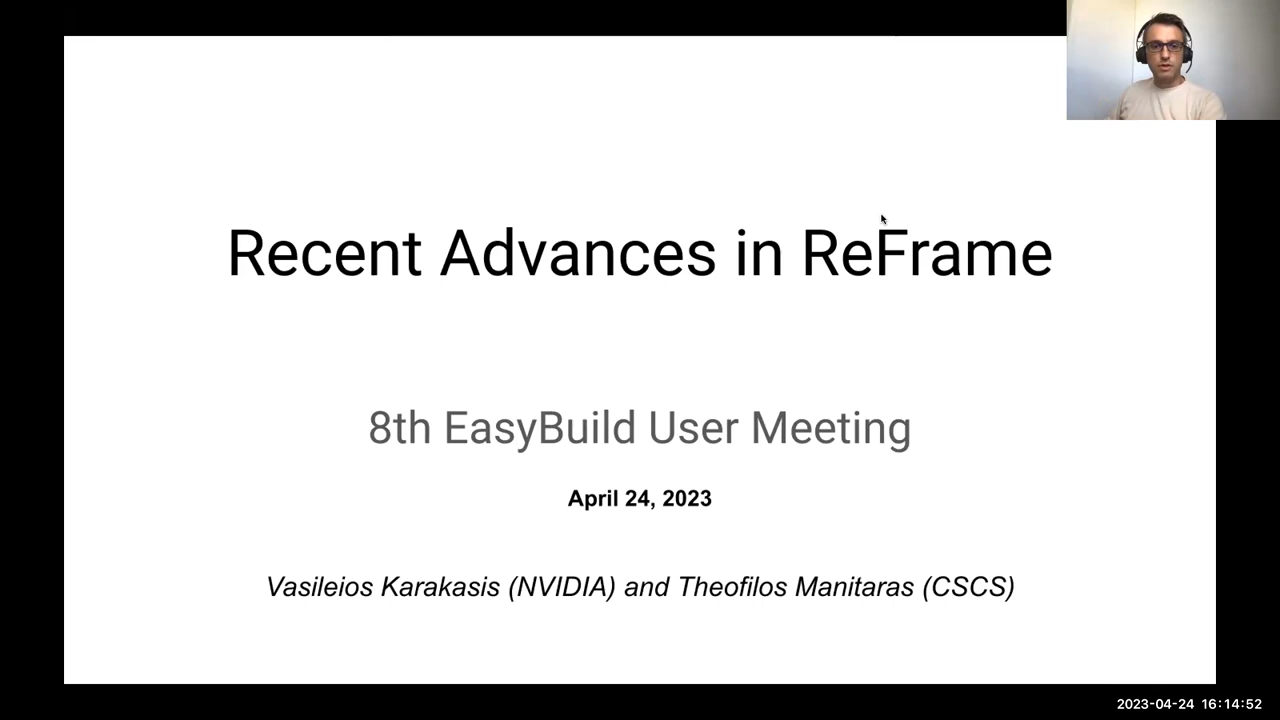 Recent Advances in ReFrame
8th EasyBuild User Meeting
April 24, 2023
Vasileios Karakasis (NVIDIA) and Theofilos Manitaras (CSCS)
2023-04-24 16:14:52